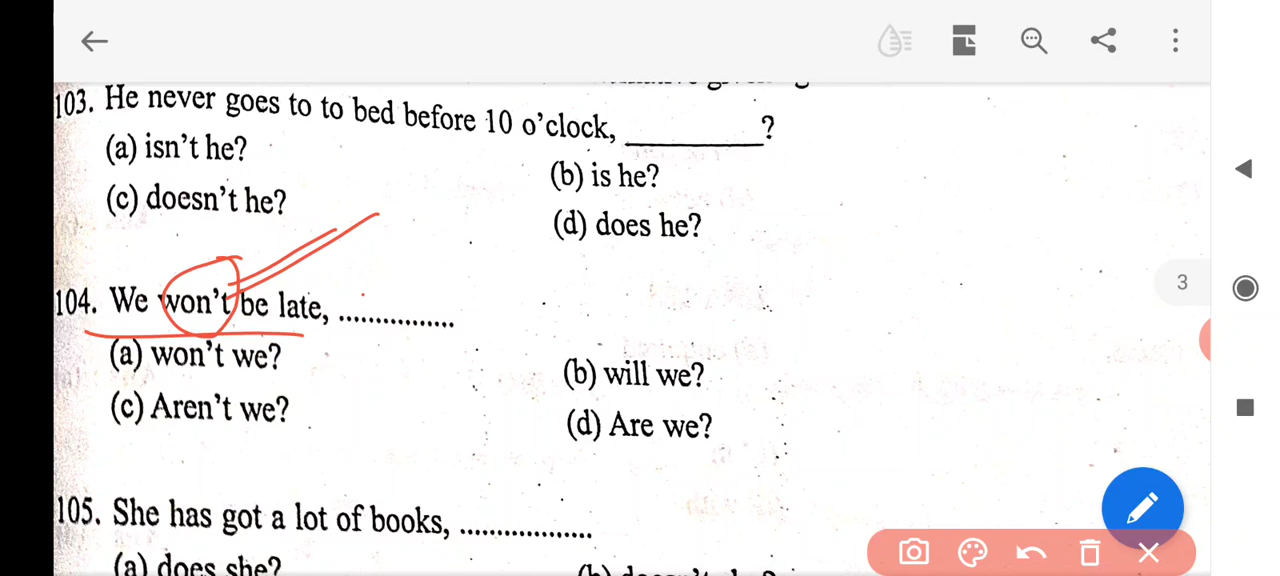 103. He never goes to to bed before 10 o'clock, __________?
(a) isn't he?
(b) is he?
(c) doesn't he?
(d) does he?
104. We won't be late, ................
(a) won't we?
(b) will we?
(c) Aren't we?
(d) Are we?
3
105. She has got a lot of books, ..................
(a) does she?